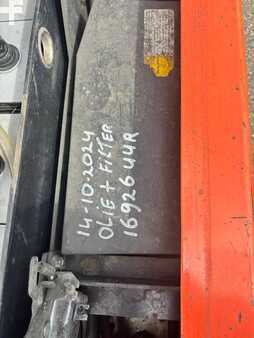 14-10-2024
OLIE + FILTER
16926 UUR